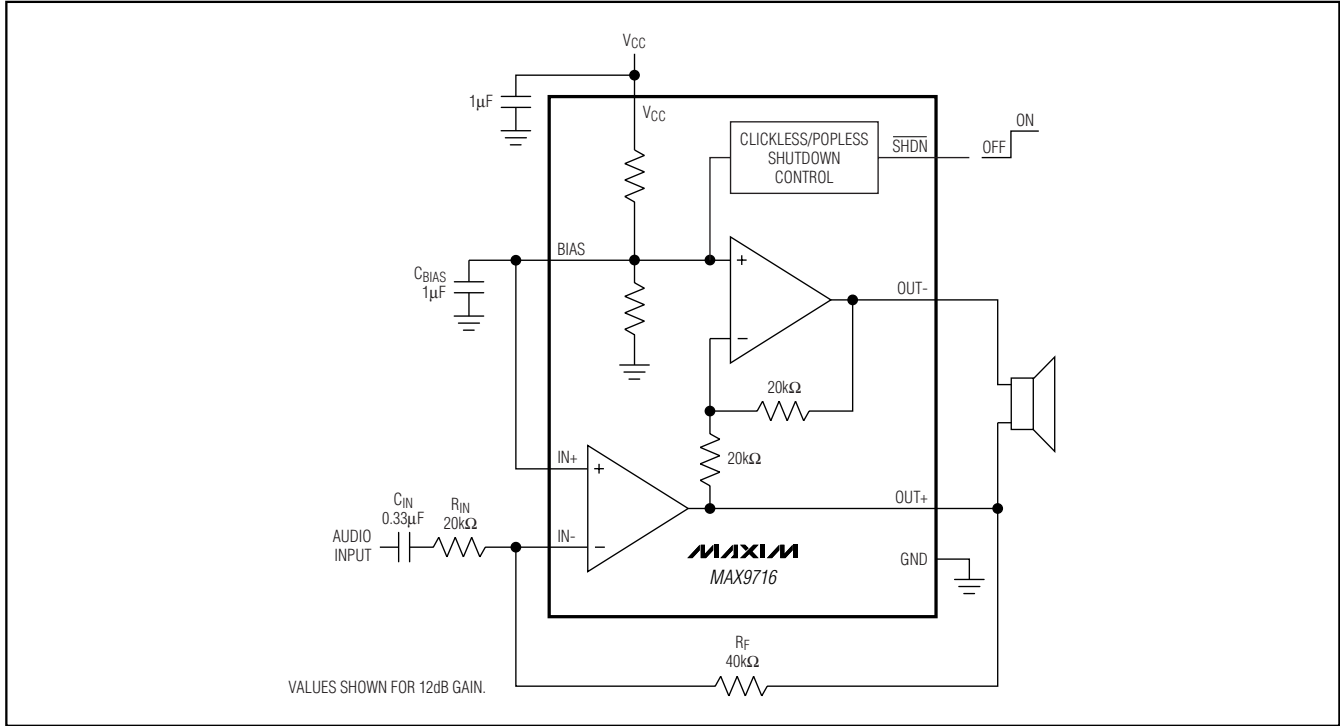 VCC
1µF
VCC
CLICKLESS/POPLESS
SHUTDOWN
CONTROL
SHDN
OFF
ON
BIAS
CBIAS
1µF
+
−
OUT-
20kΩ
20kΩ
IN+
+
OUT+
CIN
0.33µF
RIN
20kΩ
AUDIO
INPUT
IN-
−
MAXIM
MAX9716
GND
RF
40kΩ
VALUES SHOWN FOR 12dB GAIN.